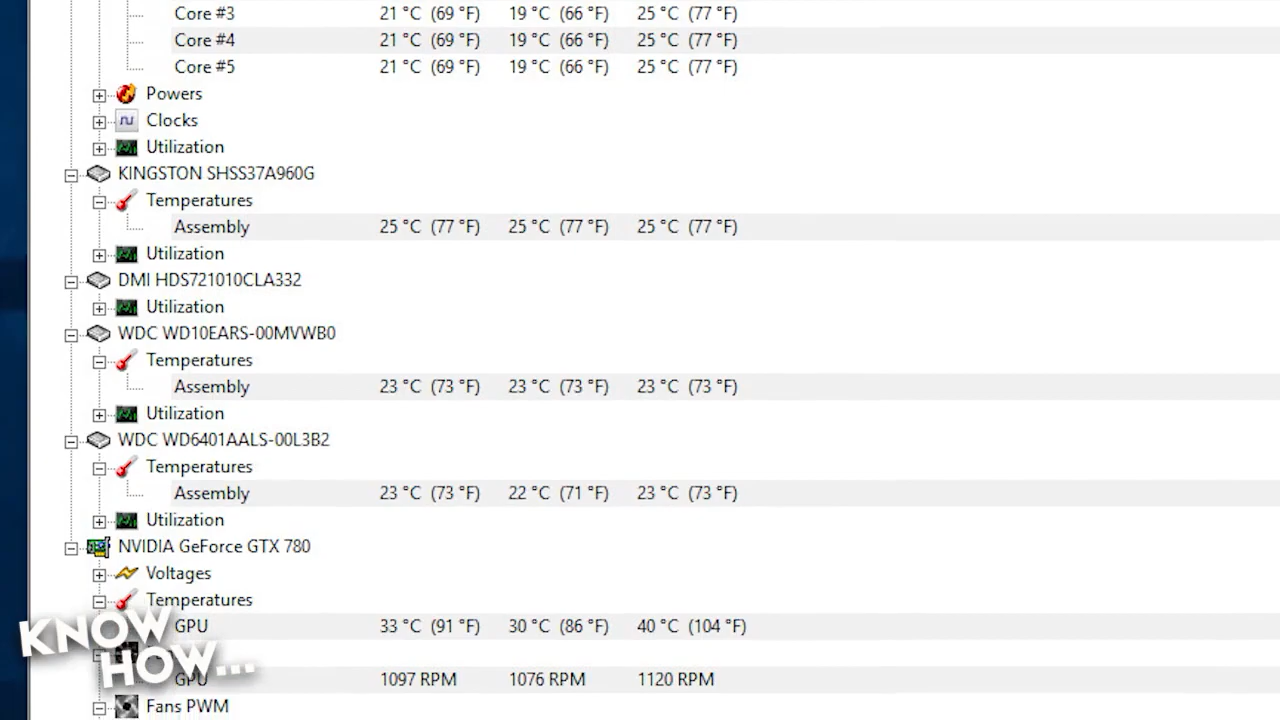 Core #3 21 °C (69 °F) 19 °C (66 °F) 25 °C (77 °F)
Core #4 21 °C (69 °F) 19 °C (66 °F) 25 °C (77 °F)
Core #5 21 °C (69 °F) 19 °C (66 °F) 25 °C (77 °F)
Powers
Clocks
Utilization
KINGSTON SHSS37A960G
Temperatures
Assembly 25 °C (77 °F) 25 °C (77 °F) 25 °C (77 °F)
Utilization
DMI HDS721010CLA332
Utilization
WDC WD10EARS-00MVWB0
Temperatures
Assembly 23 °C (73 °F) 23 °C (73 °F) 23 °C (73 °F)
Utilization
WDC WD6401AALS-00L3B2
Temperatures
Assembly 23 °C (73 °F) 22 °C (71 °F) 23 °C (73 °F)
Utilization
NVIDIA GeForce GTX 780
Voltages
Temperatures
GPU 33 °C (91 °F) 30 °C (86 °F) 40 °C (104 °F)
KNOW
HOW...
GPU 1097 RPM 1076 RPM 1120 RPM
Fans PWM